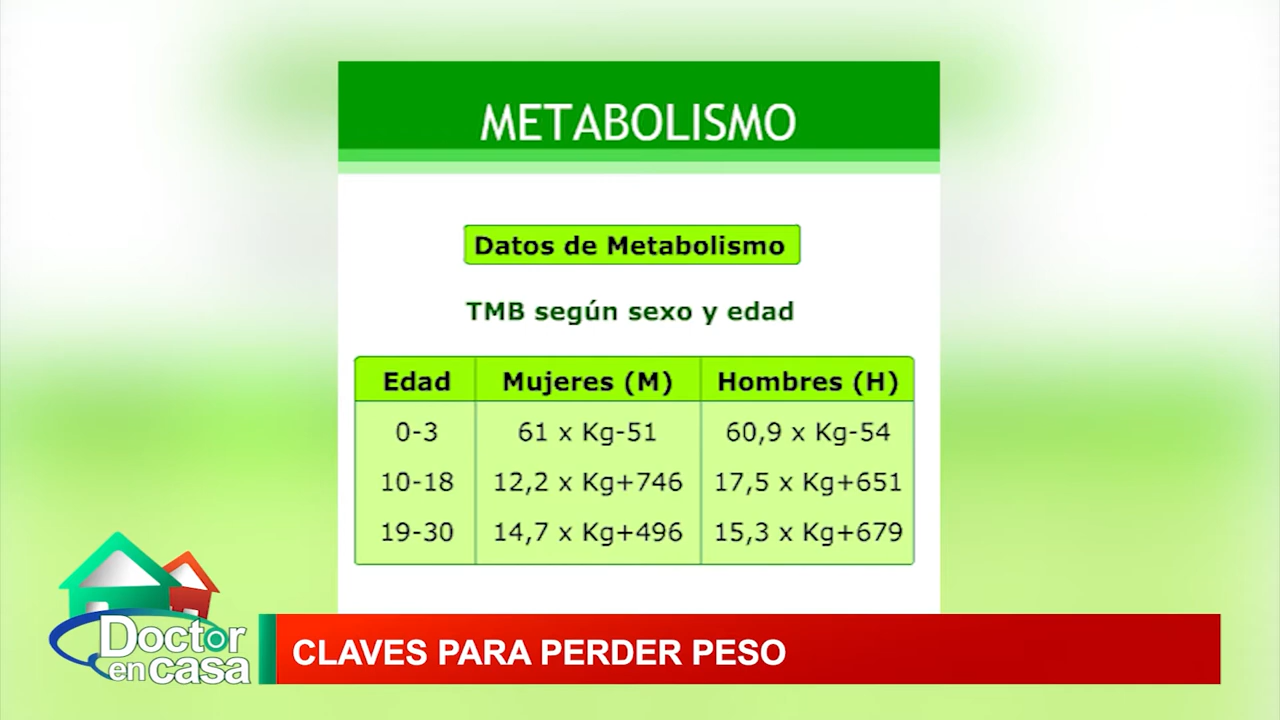 METABOLISMO
Datos de Metabolismo
TMB según sexo y edad
Edad Mujeres (M) Hombres (H)
0-3 61 x Kg-51 60,9 x Kg-54
10-18 12,2 x Kg+746 17,5 x Kg+651
19-30 14,7 x Kg+496 15,3 x Kg+679
Doctor
en casa
CLAVES PARA PERDER PESO